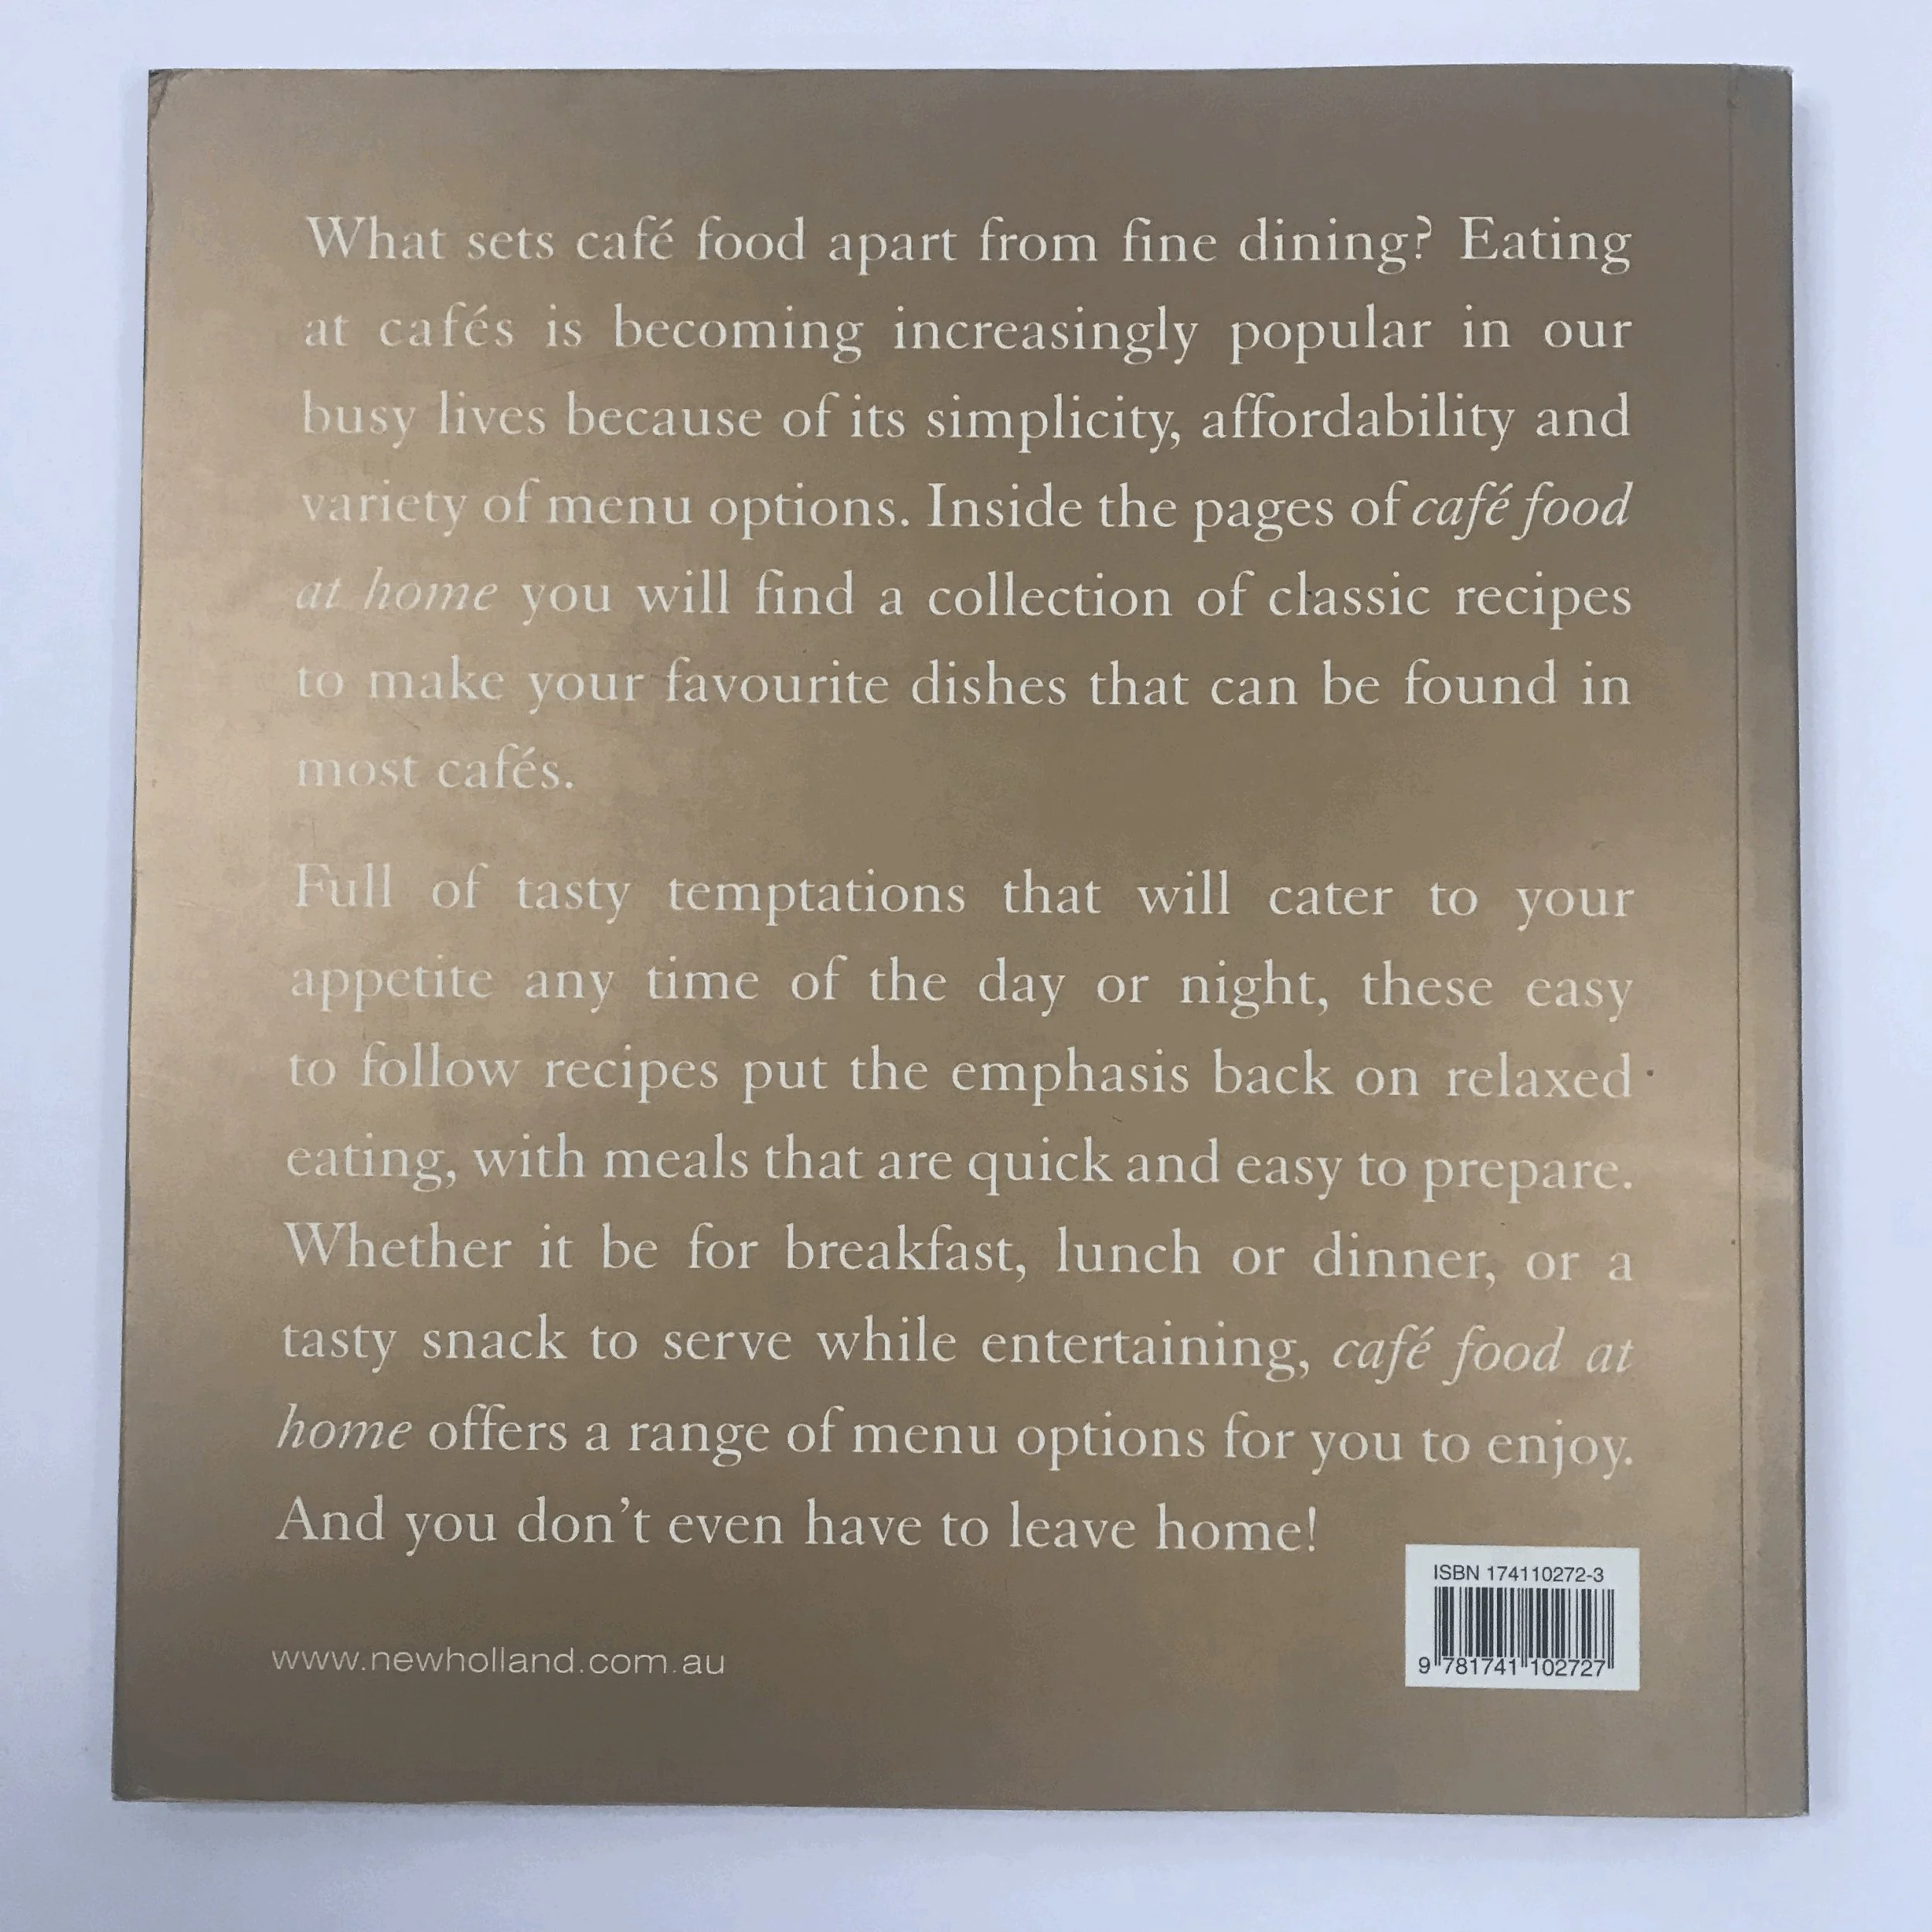 What sets café food apart from fine dining? Eating
at cafés is becoming increasingly popular in our
busy lives because of its simplicity, affordability and
variety of menu options. Inside the pages of café food
at home you will find a collection of classic recipes
to make your favourite dishes that can be found in
most cafés.
Full of tasty temptations that will cater to your
appetite any time of the day or night, these easy
to follow recipes put the emphasis back on relaxed
eating, with meals that are quick and easy to prepare.
Whether it be for breakfast, lunch or dinner, or a
tasty snack to serve while entertaining, café food at
home offers a range of menu options for you to enjoy.
And you don't even have to leave home!
ISBN 174110272-3
9 781741 102727
www.newholland.com.au